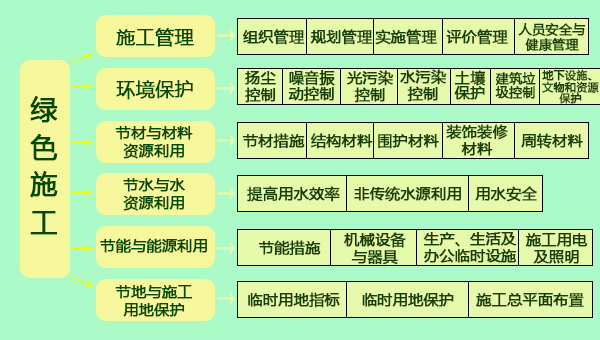 绿色施工
施工管理
组织管理 规划管理 实施管理 评价管理 人员安全与
健康管理
环境保护
扬尘
控制
噪音振
动控制
光污染
控制
水污染
控制
土壤
保护
建筑垃
圾控制
地下设施、
文物和资源
保护
节材与材料
资源利用
节材措施 结构材料 围护材料 装饰装修
材料
周转材料
节水与水
资源利用
提高用水效率 非传统水源利用 用水安全
节能与能源利用
节能措施 机械设备
与器具
生产、生活及
办公临时设施
施工用电
及照明
节地与施工
用地保护
临时用地指标 临时用地保护 施工总平面布置